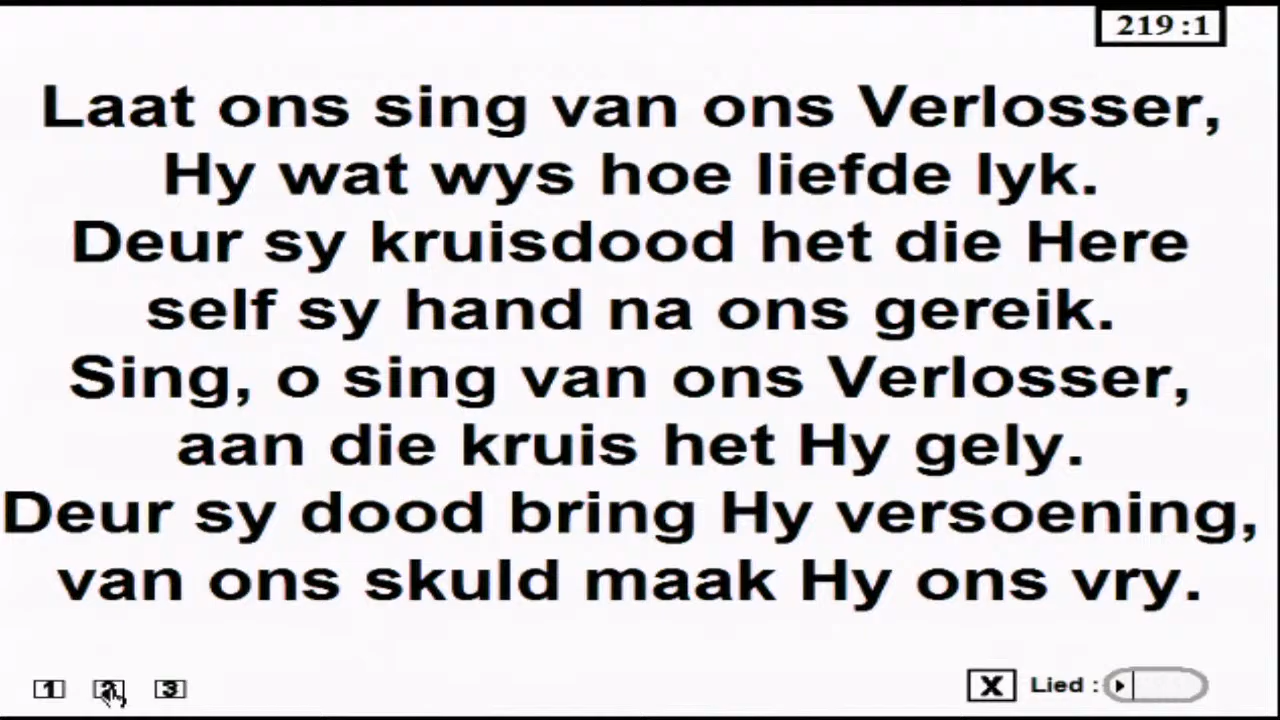 219:1
Laat ons sing van ons Verlosser,
Hy wat wys hoe liefde lyk.
Deur sy kruisdood het die Here
self sy hand na ons gereik.
Sing, o sing van ons Verlosser,
aan die kruis het Hy gely.
Deur sy dood bring Hy versoening,
van ons skuld maak Hy ons vry.
1 2 3 X Lied :